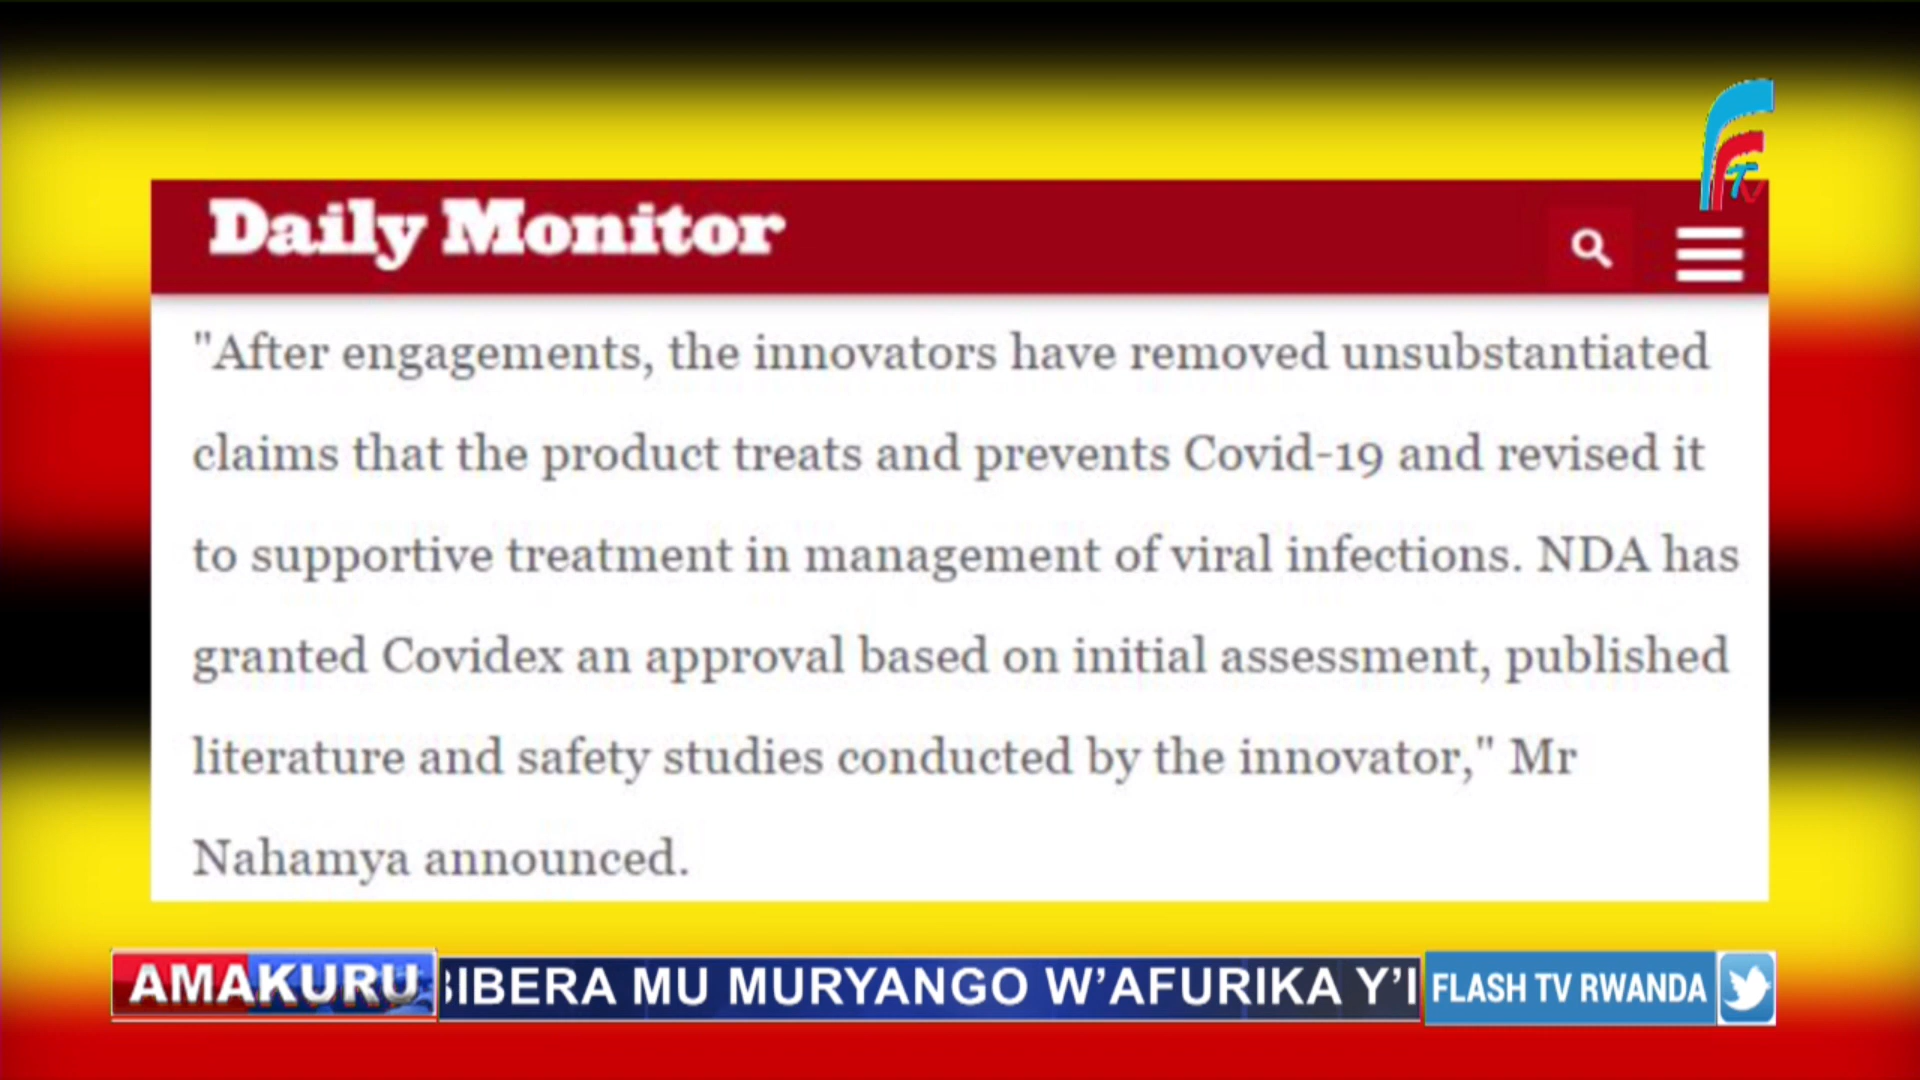 Daily Monitor
"After engagements, the innovators have removed unsubstantiated
claims that the product treats and prevents Covid-19 and revised it
to supportive treatment in management of viral infections. NDA has
granted Covidex an approval based on initial assessment, published
literature and safety studies conducted by the innovator," Mr
Nahamya announced.
AMAKURU
MU MURYANGO W'AFURIKA Y'I
FLASH TV RWANDA
TV